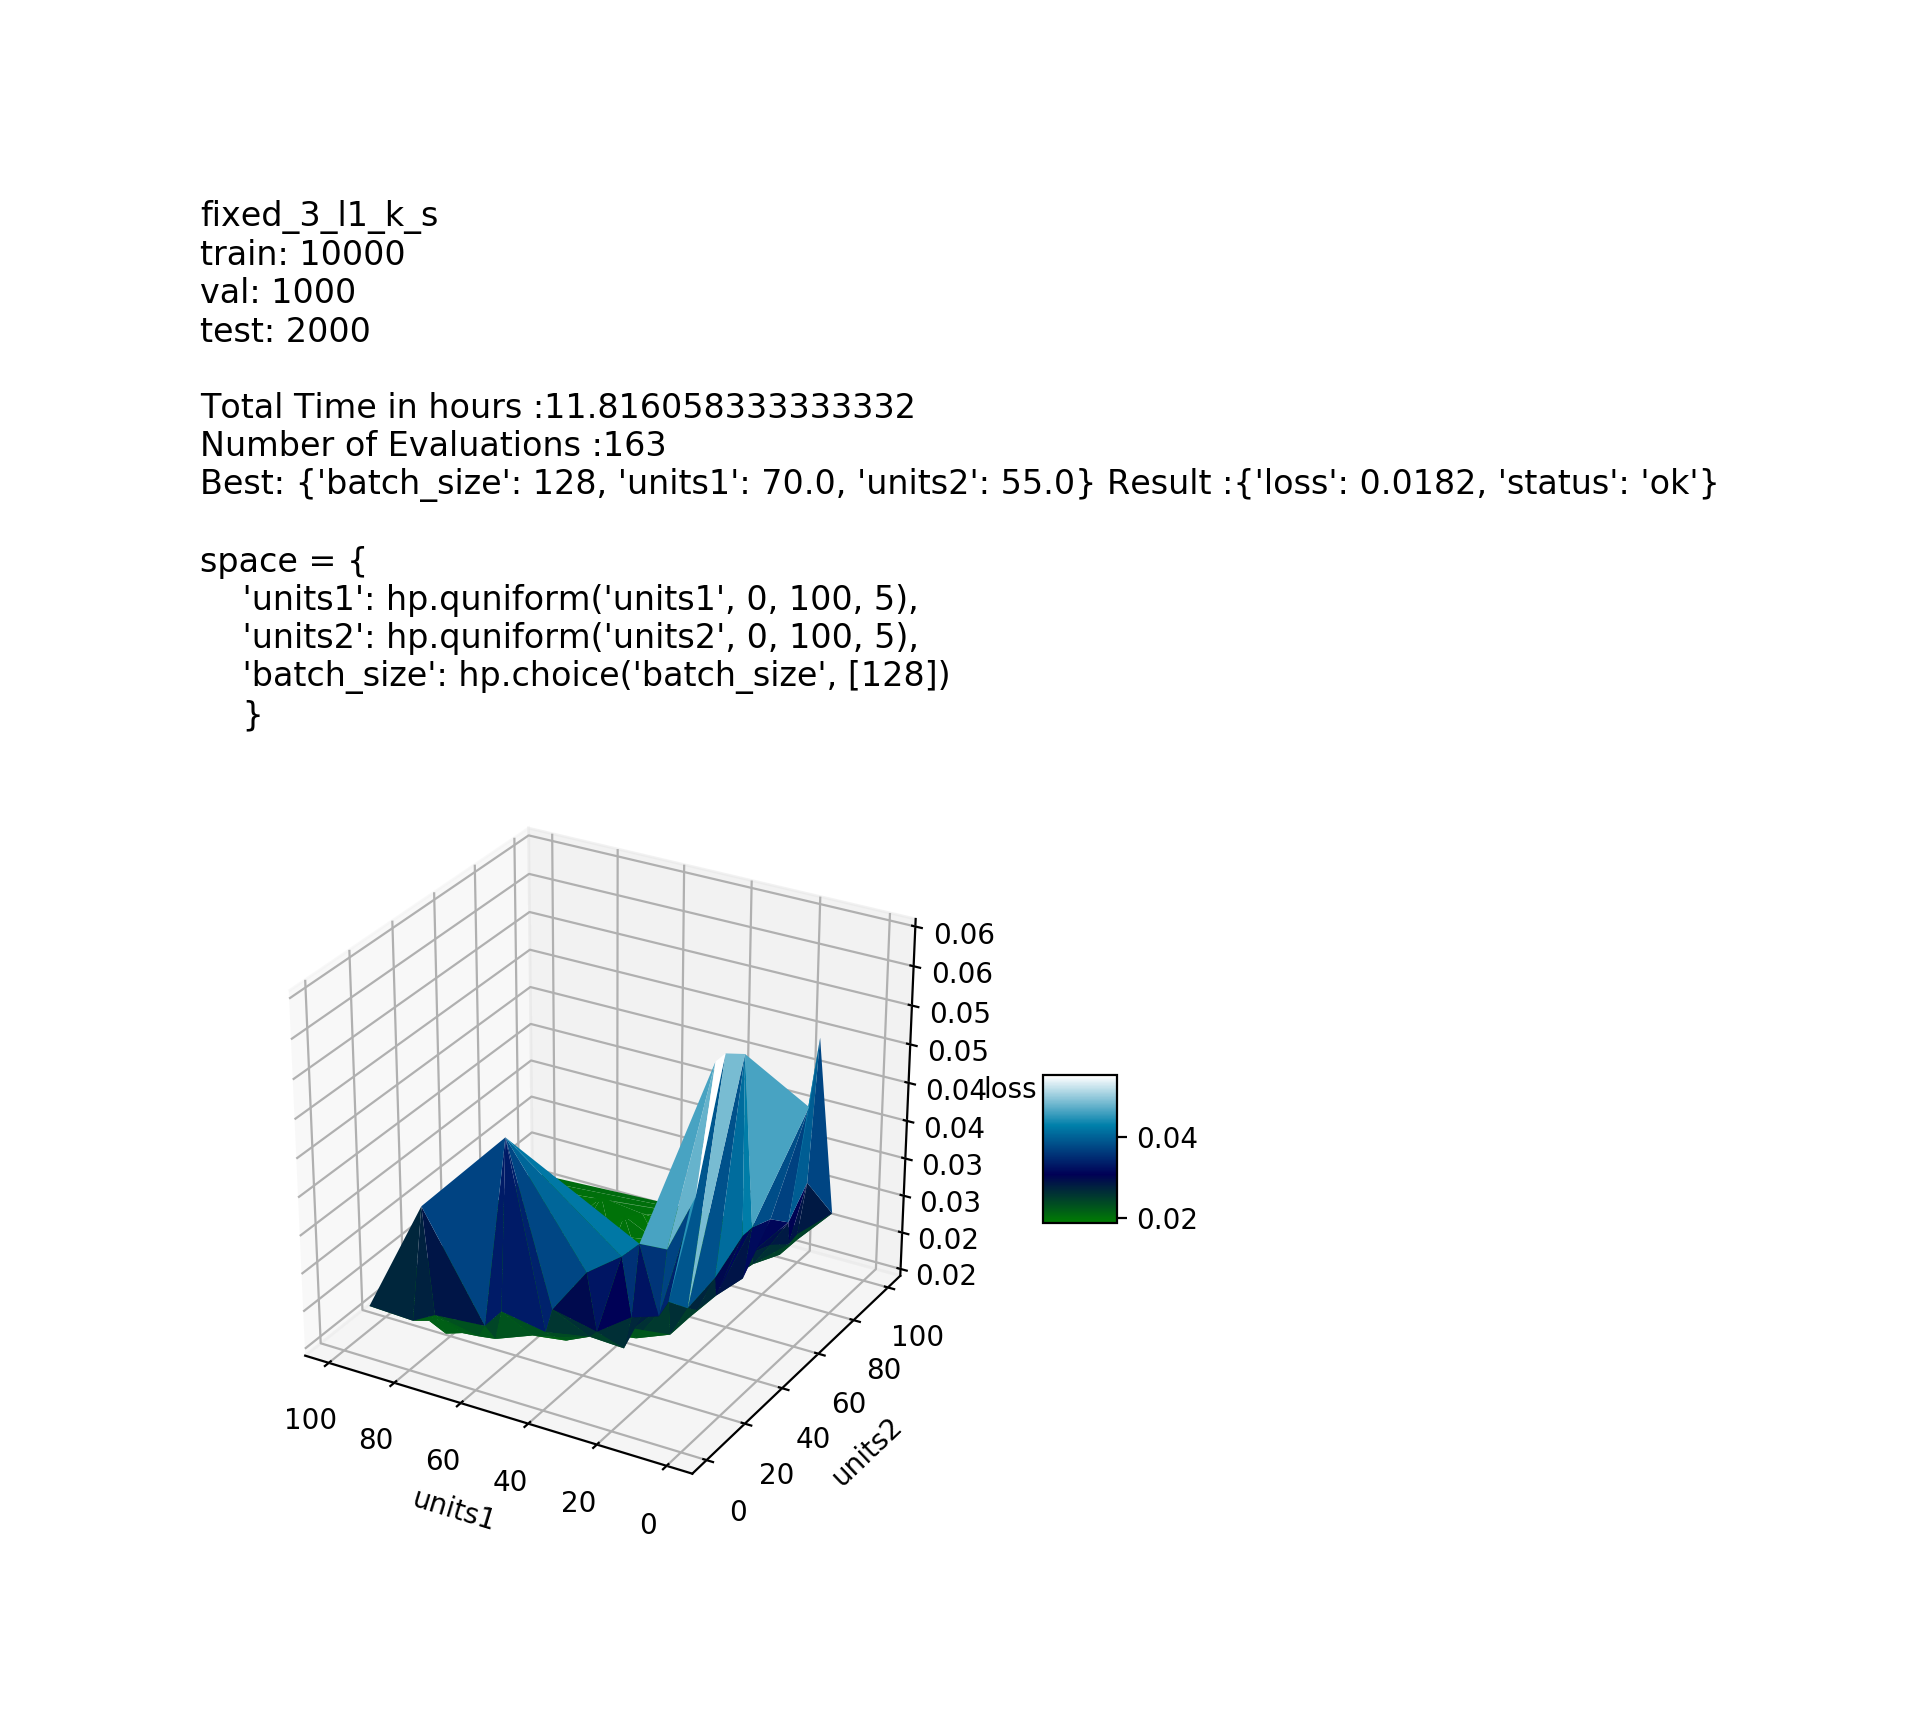 fixed_3_l1_k_s
train: 10000
val: 1000
test: 2000
Total Time in hours :11.816058333333332
Number of Evaluations :163
Best: {'batch_size': 128, 'units1': 70.0, 'units2': 55.0} Result :{'loss': 0.0182, 'status': 'ok'}
space = {
'units1': hp.quniform('units1', 0, 100, 5),
'units2': hp.quniform('units2', 0, 100, 5),
'batch_size': hp.choice('batch_size', [128])
}
0.06
0.06
0.05
0.05
0.04
0.04
0.03
0.03
0.02
0.02
loss
0.04
0.02
100
80
60
40
20
0
units1
100
80
60
40
20
0
units2